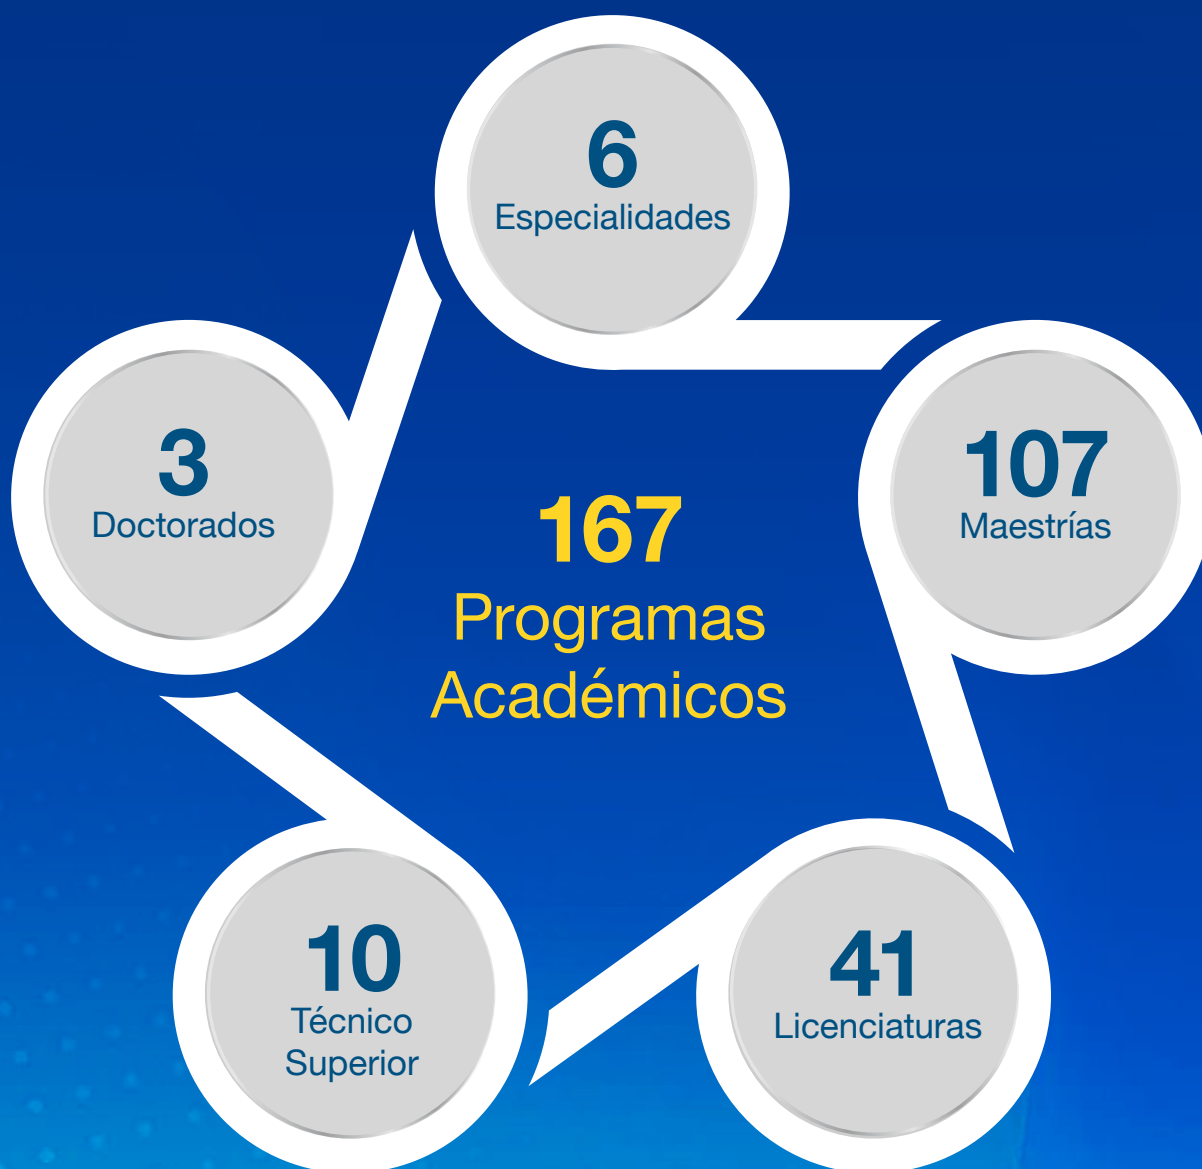 6
Especialidades
3
Doctorados
107
Maestrías
167
Programas
Académicos
10
Técnico
Superior
41
Licenciaturas